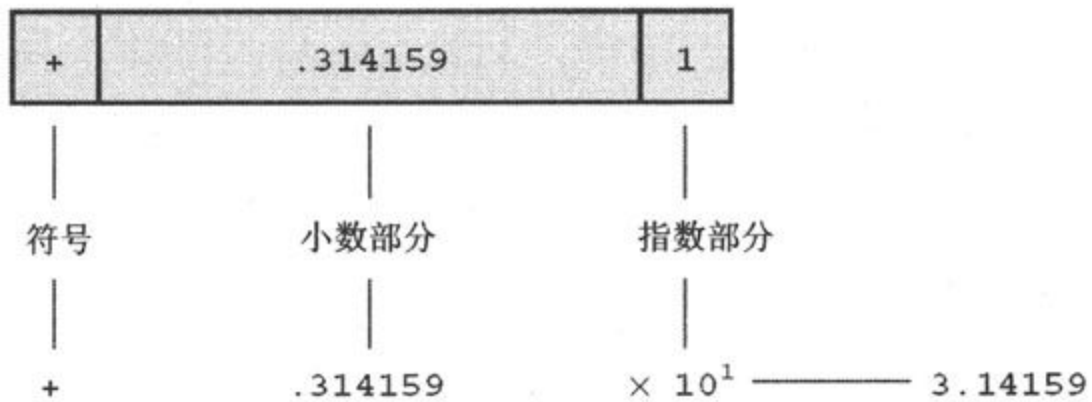 + .314159 1
符号 小数部分 指数部分
+ .314159 × 10¹ 3.14159